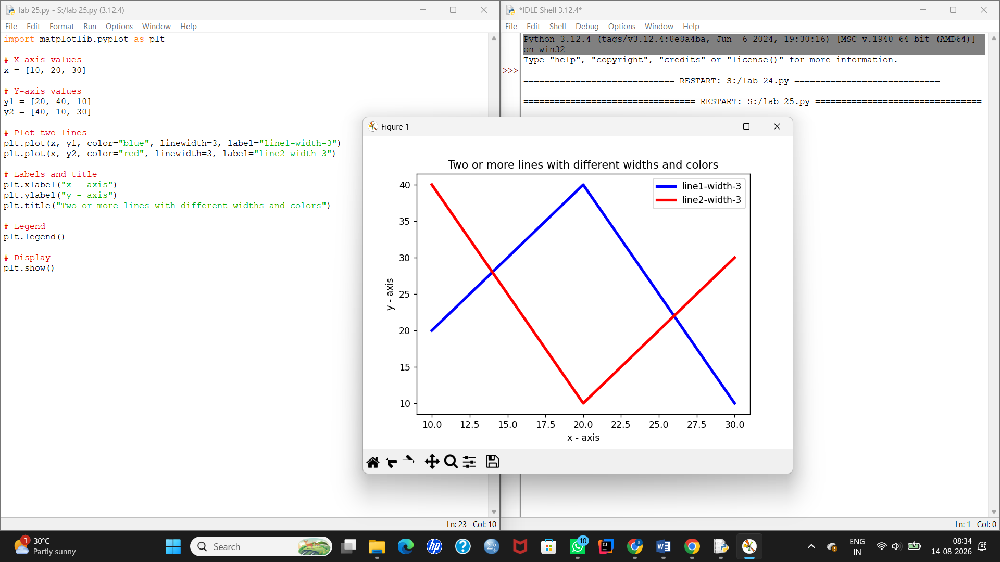 lab 25.py - S:/lab 25.py (3.12.4)
File Edit Format Run Options Window Help
import matplotlib.pyplot as plt
# X-axis values
x = [10, 20, 30]
# Y-axis values
y1 = [20, 40, 10]
y2 = [40, 10, 30]
# Plot two lines
plt.plot(x, y1, color="blue", linewidth=3, label="line1-width-3")
plt.plot(x, y2, color="red", linewidth=3, label="line2-width-3")
# Labels and title
plt.xlabel("x - axis")
plt.ylabel("y - axis")
plt.title("Two or more lines with different widths and colors")
# Legend
plt.legend()
# Display
plt.show()
Ln: 23 Col: 10
*IDLE Shell 3.12.4*
File Edit Shell Debug Options Window Help
Python 3.12.4 (tags/v3.12.4:8e8a4ba, Jun  6 2024, 19:30:16) [MSC v.1940 64 bit (AMD64)]
on win32
Type "help", "copyright", "credits" or "license()" for more information.
>>>
============================= RESTART: S:/lab 24.py ============================
================================= RESTART: S:/lab 25.py ================================
Ln: 1 Col: 0
Figure 1
Two or more lines with different widths and colors
line1-width-3
line2-width-3
40
35
30
25
20
15
10
y - axis
10.0 12.5 15.0 17.5 20.0 22.5 25.0 27.5 30.0
x - axis
1
30°C
Partly sunny
Search
hp
10
ENG
IN
08:34
14-08-2026